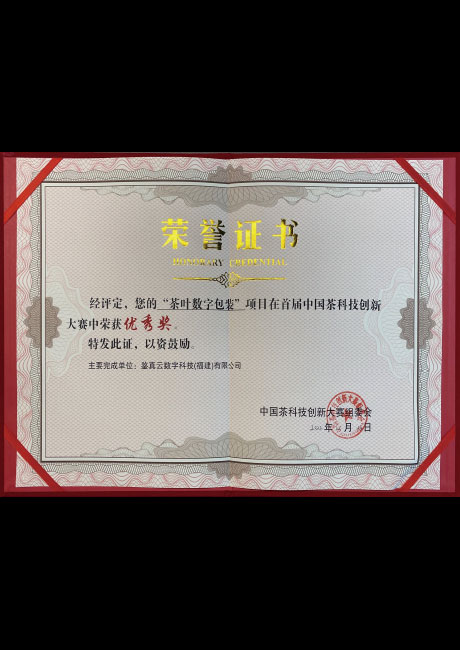 荣誉证书
HONORARY CREDENTIAL
经评定，您的“茶叶数字包装”项目在首届中国茶科技创新
大赛中荣获优秀奖。
特发此证，以资鼓励。
主要完成单位：鉴真云数字科技(福建)有限公司
中国茶科技创新大赛组委会
年 月 日